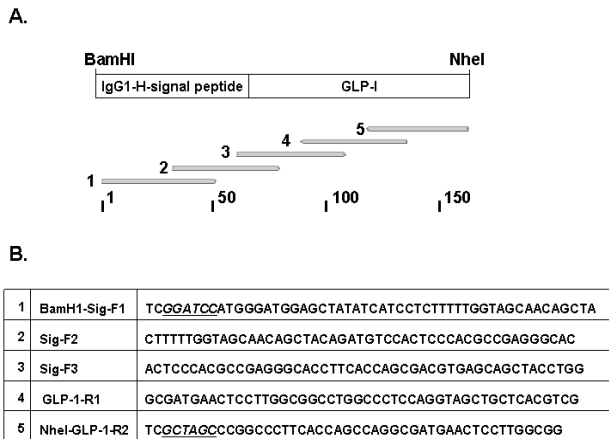 A.
BamHI NheI
IgG1-H-signal peptide GLP-I
5
4
3
2
1
1 50 100 150
B.
1 BamH1-Sig-F1 TCGGATCCATGGGATGGAGCTATATCATCCTCTTTTTGGTAGCAACAGCTA
2 Sig-F2 CTTTTTGGTAGCAACAGCTACAGATGTCCACTCCCACGCCGAGGGCAC
3 Sig-F3 ACTCCCACGCCGAGGGCACCTTCACCAGCGACGTGAGCAGCTACCTGG
4 GLP-1-R1 GCGATGAACTCCTTGGCGGCCTGGCCCTCCAGGTAGCTGCTCACGTCG
5 NheI-GLP-1-R2 TCGCTAGCCCGGCCCTTCACCAGCCAGGCGATGAACTCCTTGGCGG